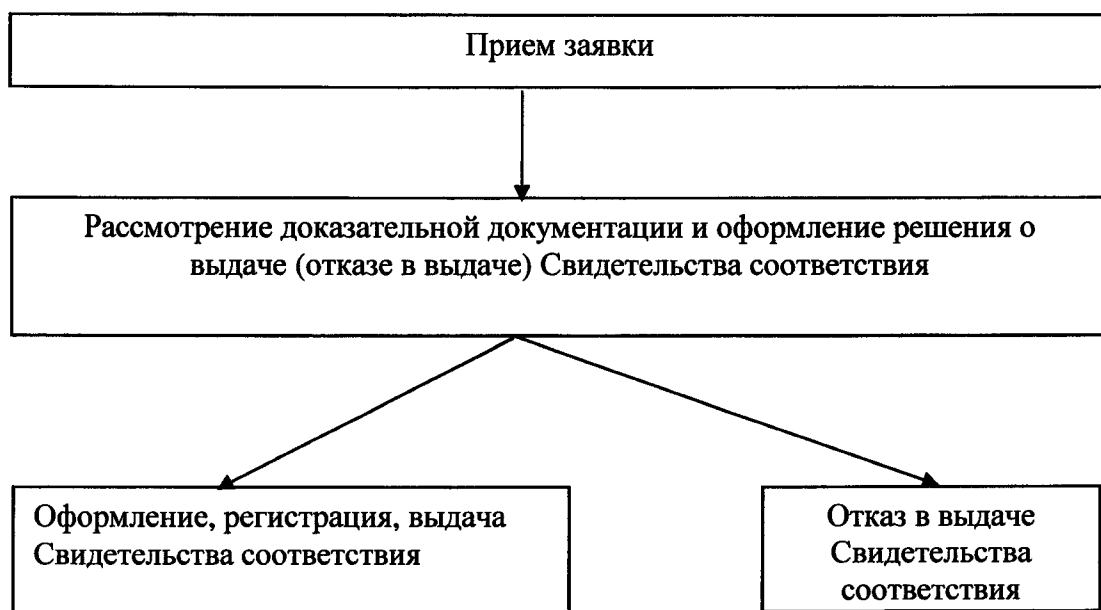 Прием заявки
Рассмотрение доказательной документации и оформление решения о
выдаче (отказе в выдаче) Свидетельства соответствия
Оформление, регистрация, выдача
Свидетельства соответствия
Отказ в выдаче
Свидетельства
соответствия